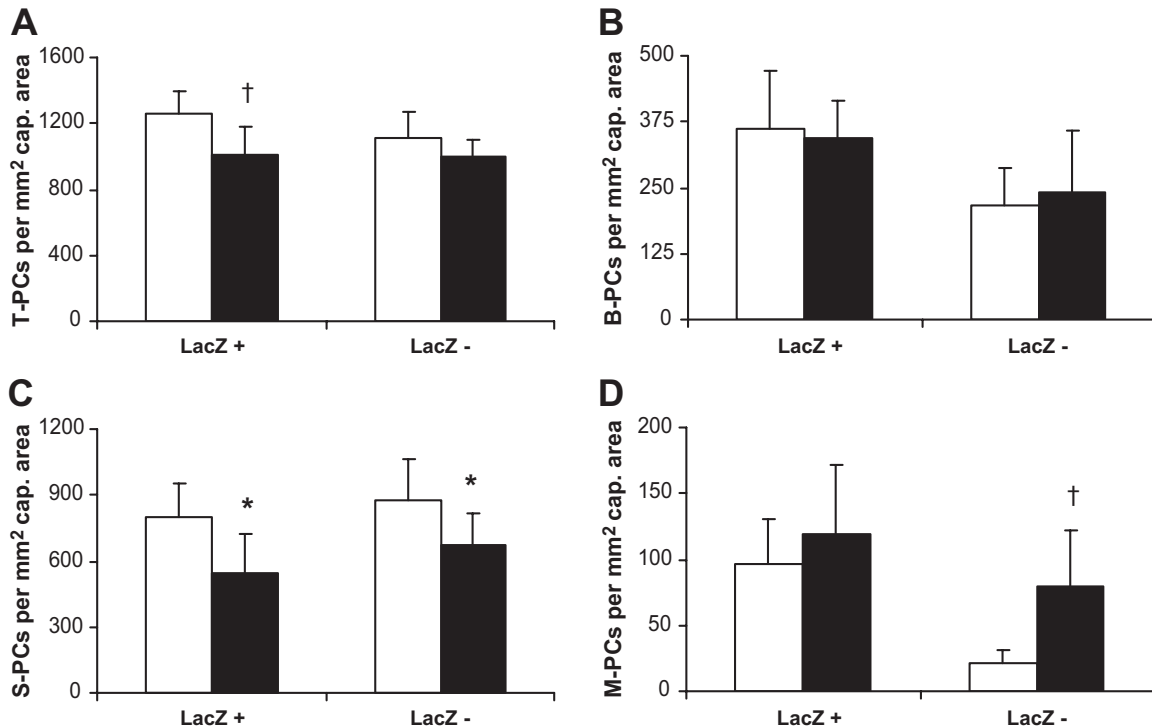 A
T-PCs per mm² cap. area
1600
1200
800
400
0
†
LacZ +
LacZ -
B
B-PCs per mm² cap. area
500
375
250
125
0
LacZ +
LacZ -
C
S-PCs per mm² cap. area
1200
900
600
300
0
*
*
LacZ +
LacZ -
D
M-PCs per mm² cap. area
200
150
100
50
0
†
LacZ +
LacZ -